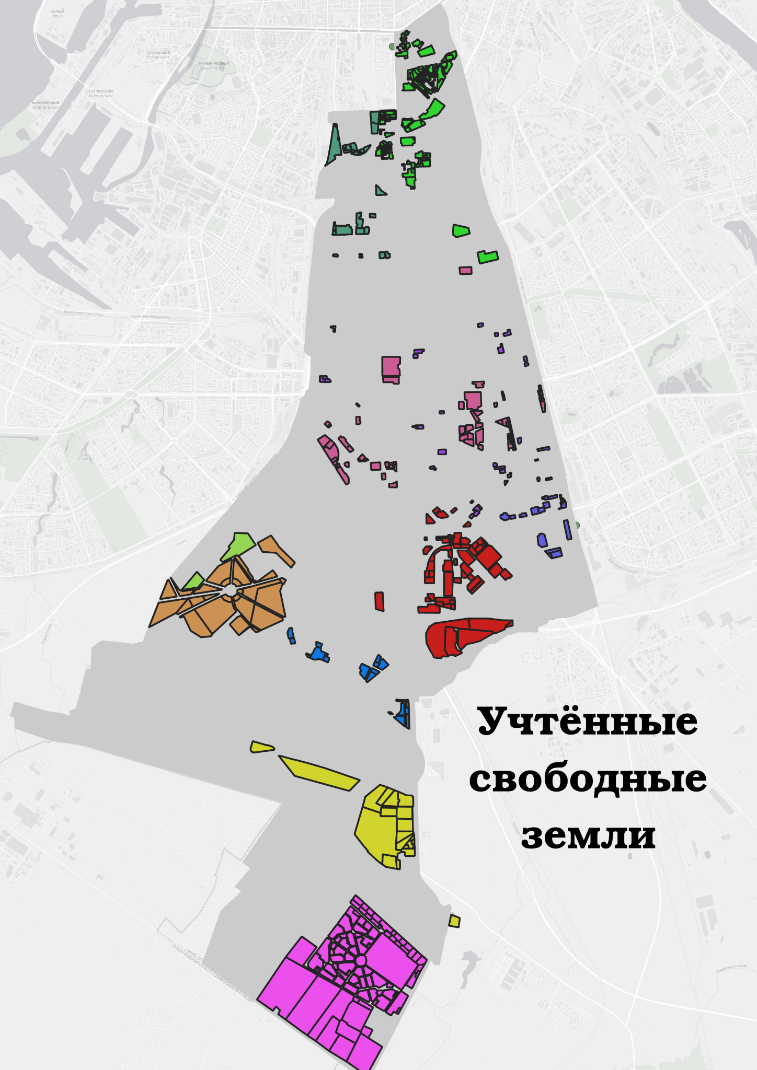 Учтённые
свободные
земли